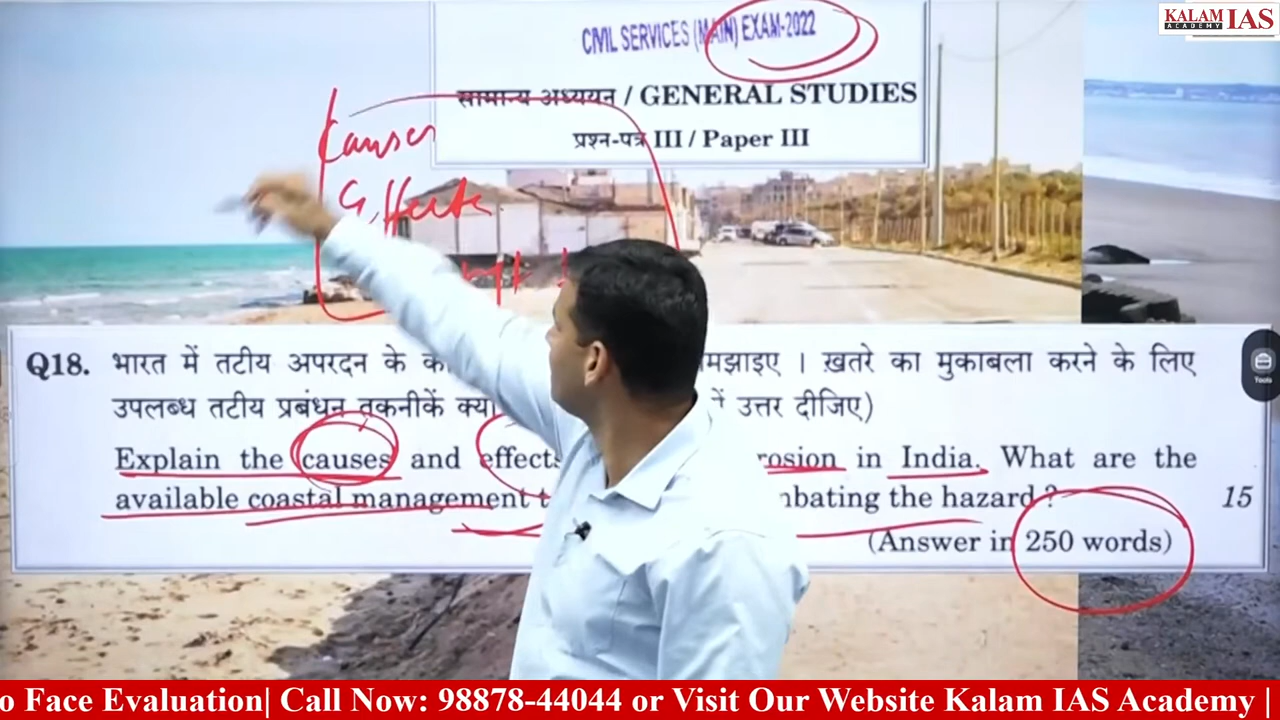 KALAM IAS
ACADEMY
CIVIL SERVICES (MAIN) EXAM-2022
सामान्य अध्ययन / GENERAL STUDIES
प्रश्न-पत्र III / Paper III
Causes
Effects
Q18. भारत में तटीय अपरदन के समझाइए । ख़तरे का मुकाबला करने के लिए
उपलब्ध तटीय प्रबंधन तकनीकें क्या में उत्तर दीजिए)
Explain the causes and effects rosion in India. What are the
available coastal management mbating the hazard ? 15
(Answer in 250 words)
Tools
o Face Evaluation| Call Now: 98878-44044 or Visit Our Website Kalam IAS Academy |